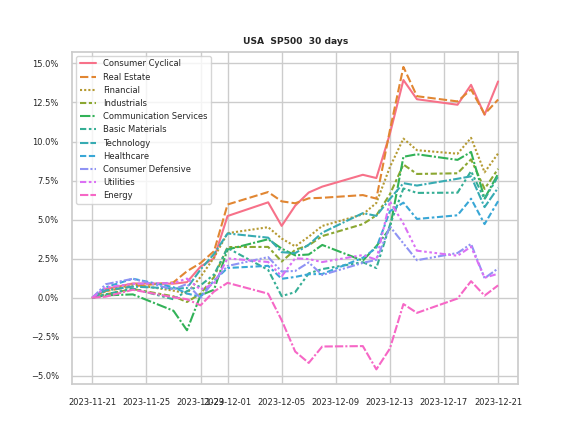 USA  SP500  30 days
15.0%
12.5%
10.0%
7.5%
5.0%
2.5%
0.0%
−2.5%
−5.0%
Consumer Cyclical
Real Estate
Financial
Industrials
Communication Services
Basic Materials
Technology
Healthcare
Consumer Defensive
Utilities
Energy
2023-11-21 2023-11-25 2023-11-29 2023-12-01 2023-12-05 2023-12-09 2023-12-13 2023-12-17 2023-12-21